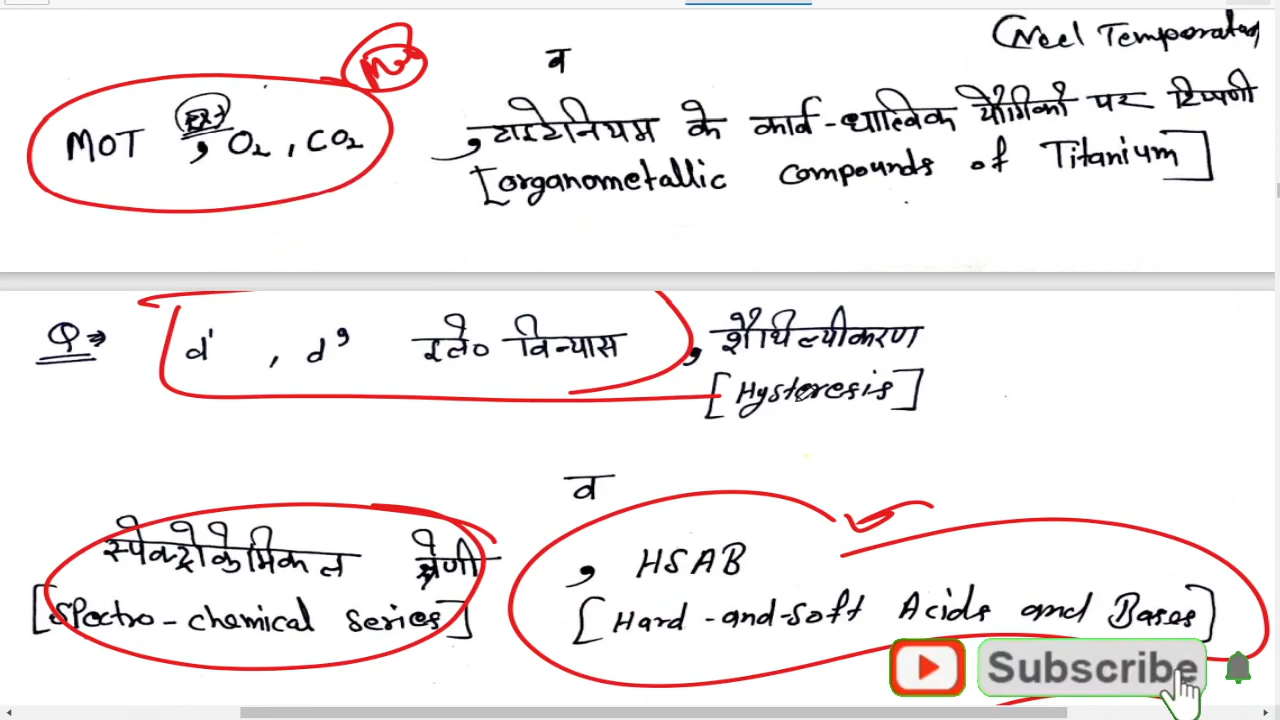 (Neel Temperature)
व
MOT , O2 , CO2
, टाइटेनियम के कार्ब-धात्विक यौगिकों पर टिप्पणी
[organometallic compounds of Titanium]
Q⇒ d¹ , d⁹ इले० विन्यास , शैथिल्यीकरण
[Hysteresis]
व
स्पेक्ट्रोकेमिकल श्रेणी , HSAB
[Spectro-chemical Series] [Hard-and-Soft Acids and Bases]
Subscribe